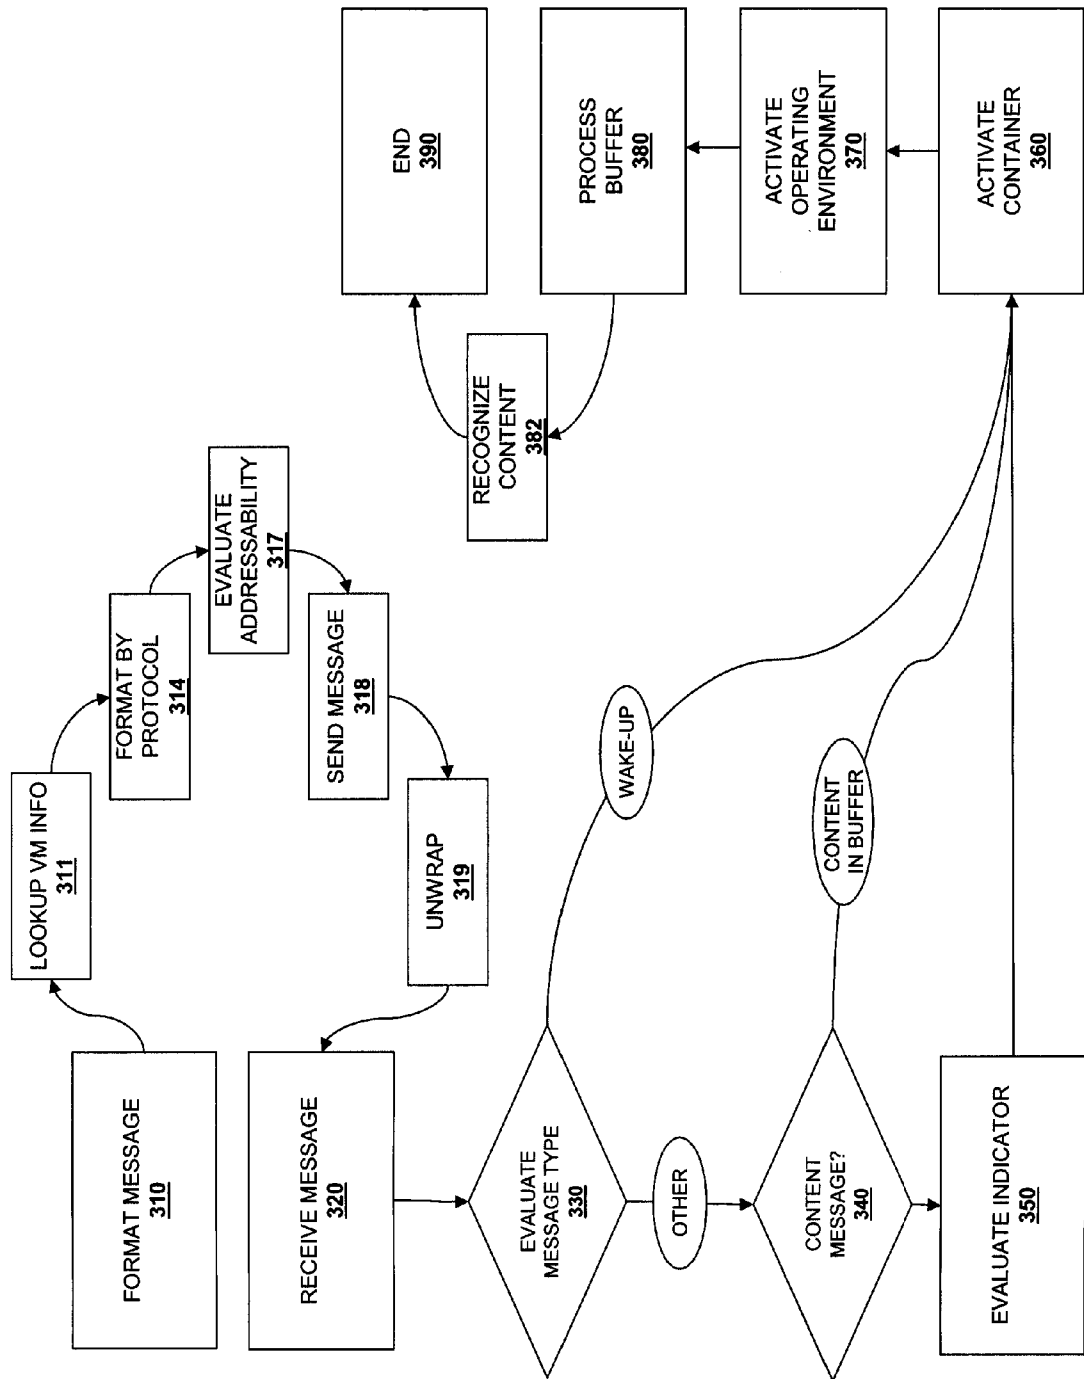 FORMAT MESSAGE
310
LOOKUP VM INFO
311
FORMAT BY
PROTOCOL
314
EVALUATE
ADDRESSABILITY
317
SEND MESSAGE
318
UNWRAP
319
RECEIVE MESSAGE
320
EVALUATE
MESSAGE TYPE
330
WAKE-UP
OTHER
CONTENT
MESSAGE?
340
CONTENT
IN BUFFER
EVALUATE INDICATOR
350
ACTIVATE
CONTAINER
360
ACTIVATE
OPERATING
ENVIRONMENT
370
PROCESS
BUFFER
380
RECOGNIZE
CONTENT
382
END
390